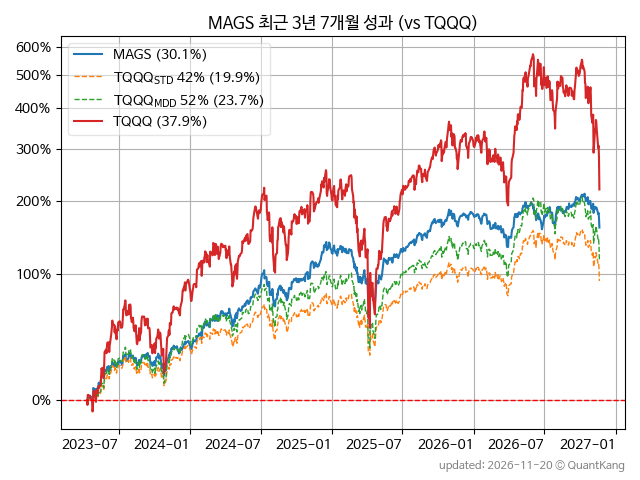 MAGS 최근 3년 7개월 성과 (vs TQQQ)
MAGS (30.1%)
TQQQSTD 42% (19.9%)
TQQQMDD 52% (23.7%)
TQQQ (37.9%)
600%
500%
400%
300%
200%
100%
0%
2023-07 2024-01 2024-07 2025-01 2025-07 2026-01 2026-07 2027-01
updated: 2026-11-20 © QuantKang